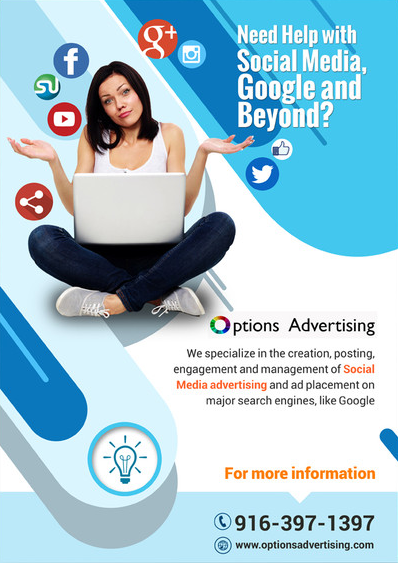 Need Help with
Social Media,
Google and
Beyond?
Options Advertising
We specialize in the creation, posting,
engagement and management of Social
Media advertising and ad placement on
major search engines, like Google
For more information
916-397-1397
www.optionsadvertising.com